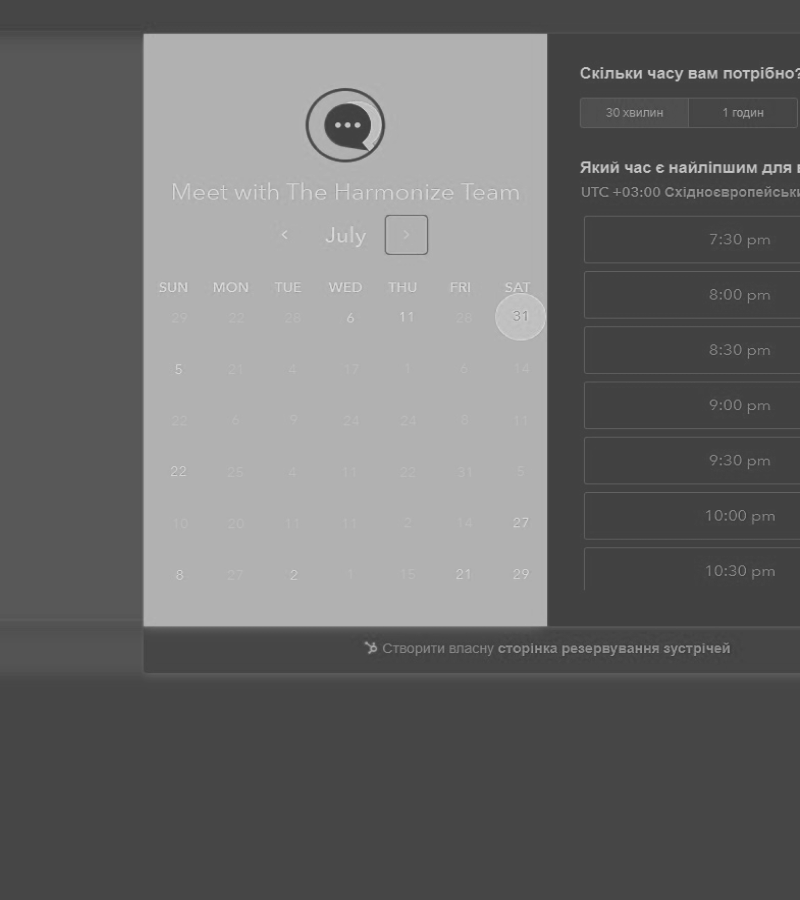 Meet with The Harmonize Team
July
SUN MON TUE WED THU FRI SAT
29 22 28 6 11 28 31
5 21 4 17 1 6 14
22 6 9 24 24 8 11
22 25 4 11 22 31 5
10 20 11 11 2 14 27
8 27 2 1 15 21 29
Скільки часу вам потрібно?
30 хвилин 1 годин
Який час є найліпшим для
UTC +03:00
7:30 pm
8:00 pm
8:30 pm
9:00 pm
9:30 pm
10:00 pm
10:30 pm
Створити власну сторінка резервування зустрічей